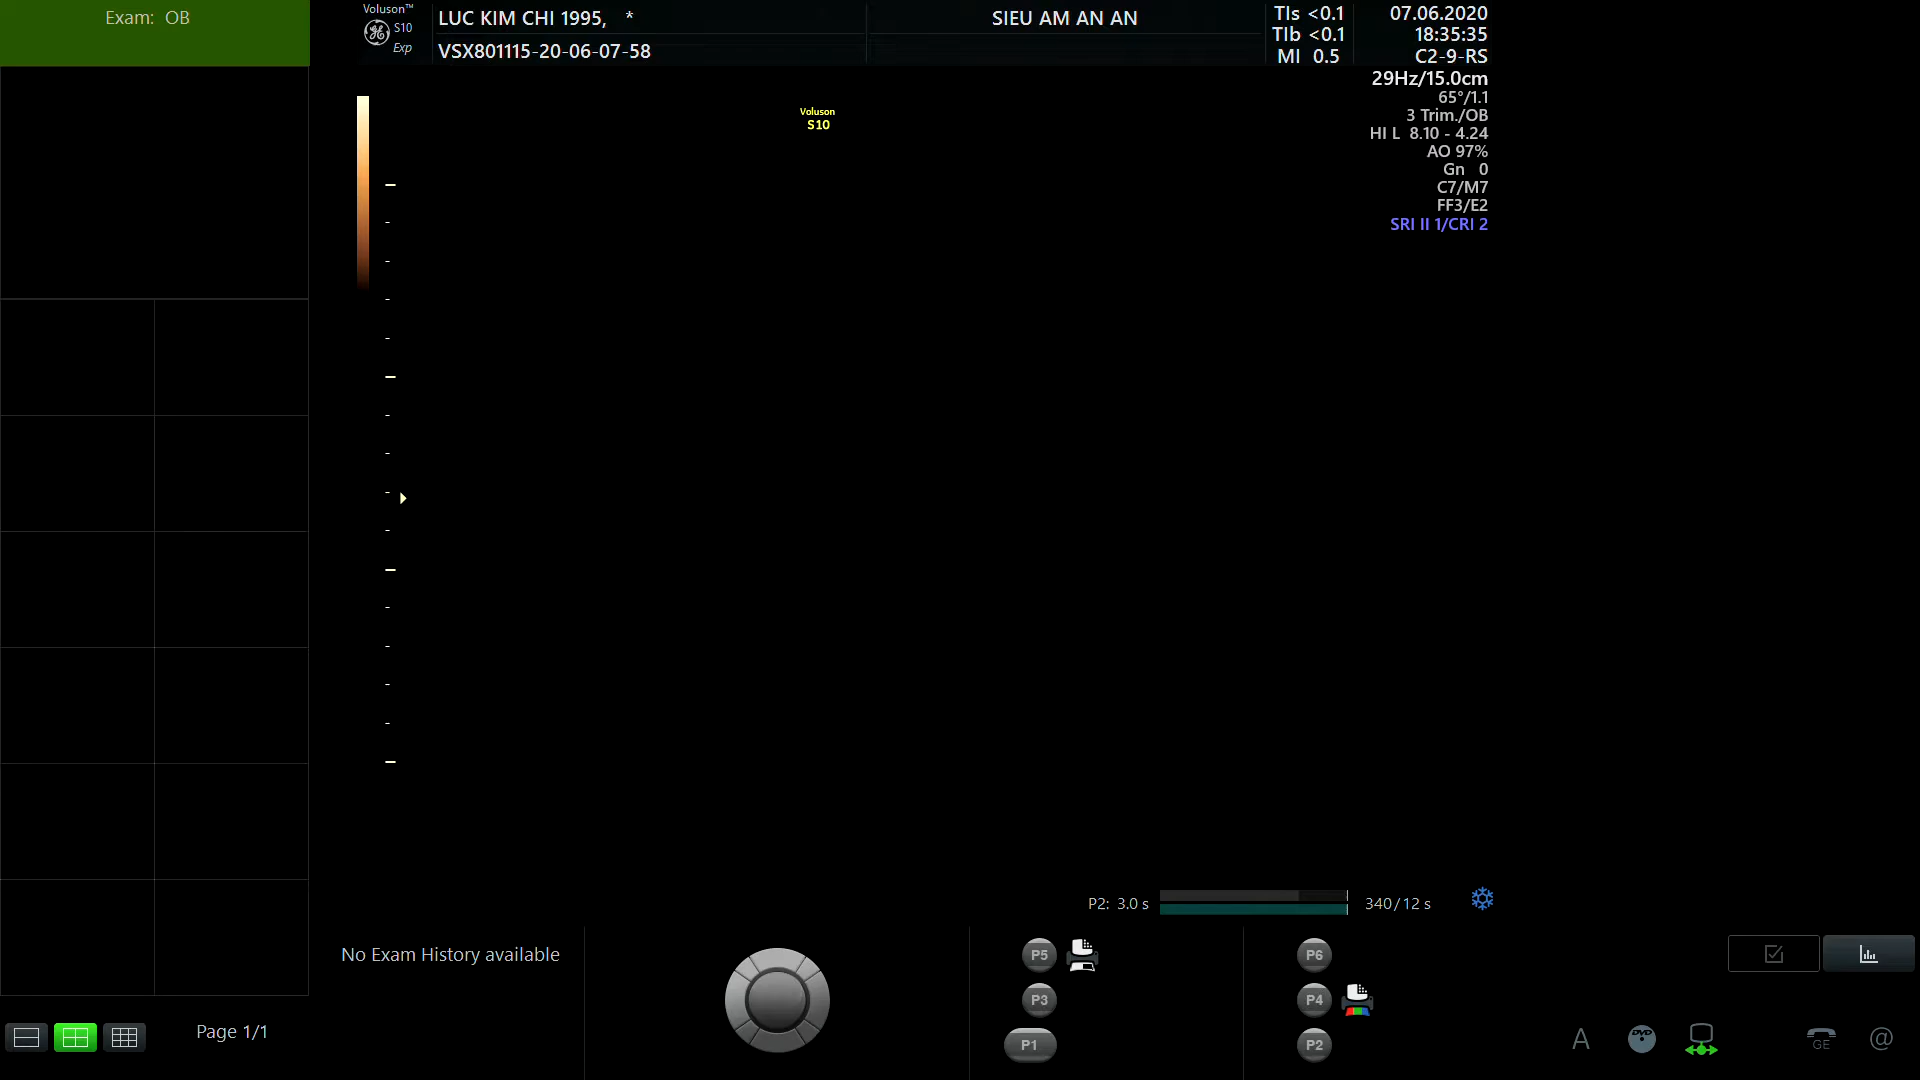 Exam: OB
Voluson™
S10
Exp
LUC KIM CHI 1995, *
VSX801115-20-06-07-58
SIEU AM AN AN
TIs <0.1
TIb <0.1
MI 0.5
07.06.2020
18:35:35
C2-9-RS
29Hz/15.0cm
65°/1.1
3 Trim./OB
HI L 8.10 - 4.24
AO 97%
Gn 0
C7/M7
FF3/E2
SRI II 1/CRI 2
Voluson
S10
P2: 3.0 s
340/12 s
No Exam History available
P5
P6
P3
P4
P1
P2
Page 1/1
A
DVD
GE
@